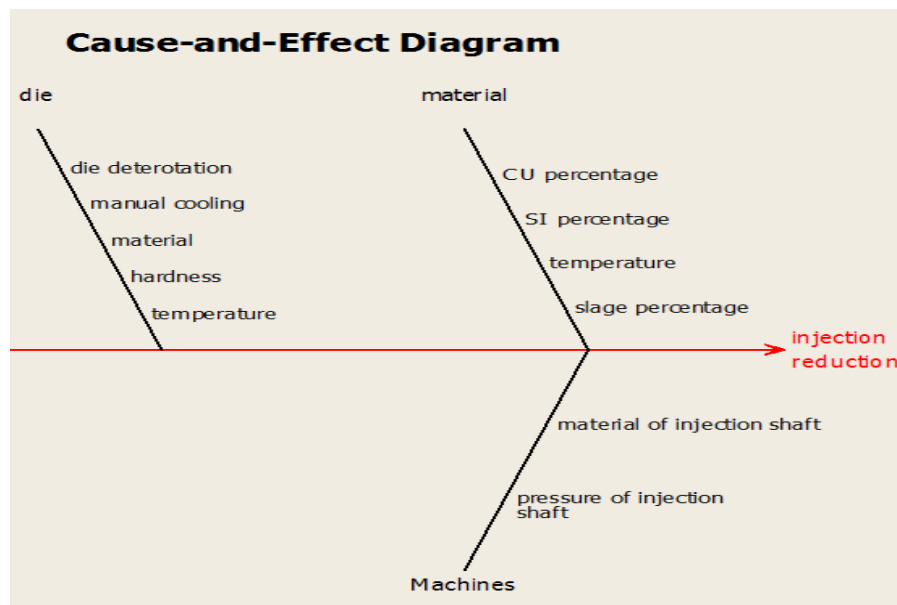 Cause-and-Effect Diagram
die
material
die deterotation
manual cooling
material
hardness
temperature
CU percentage
SI percentage
temperature
slage percentage
injection
reduction
material of injection shaft
pressure of injection
shaft
Machines